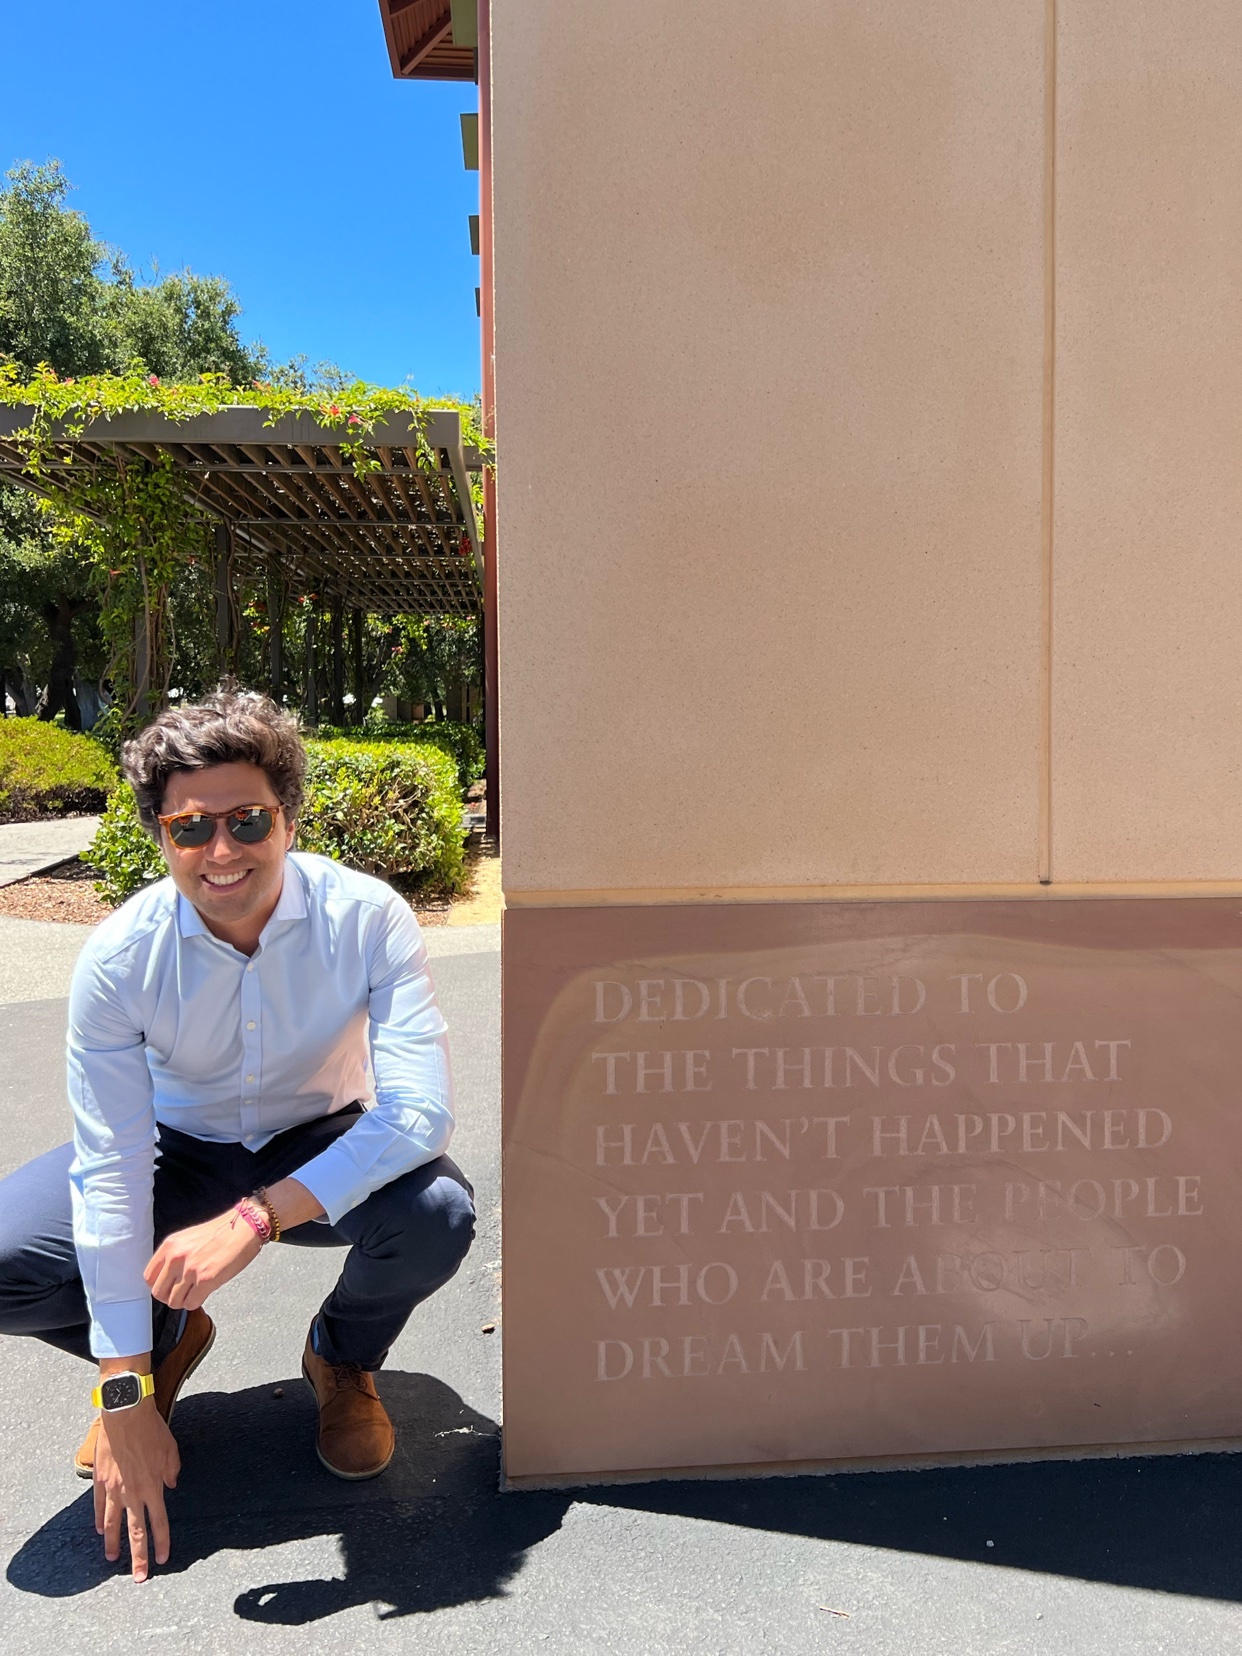 DEDICATED TO
THE THINGS THAT
HAVEN'T HAPPENED
YET AND THE PEOPLE
WHO ARE ABOUT TO
DREAM THEM UP...